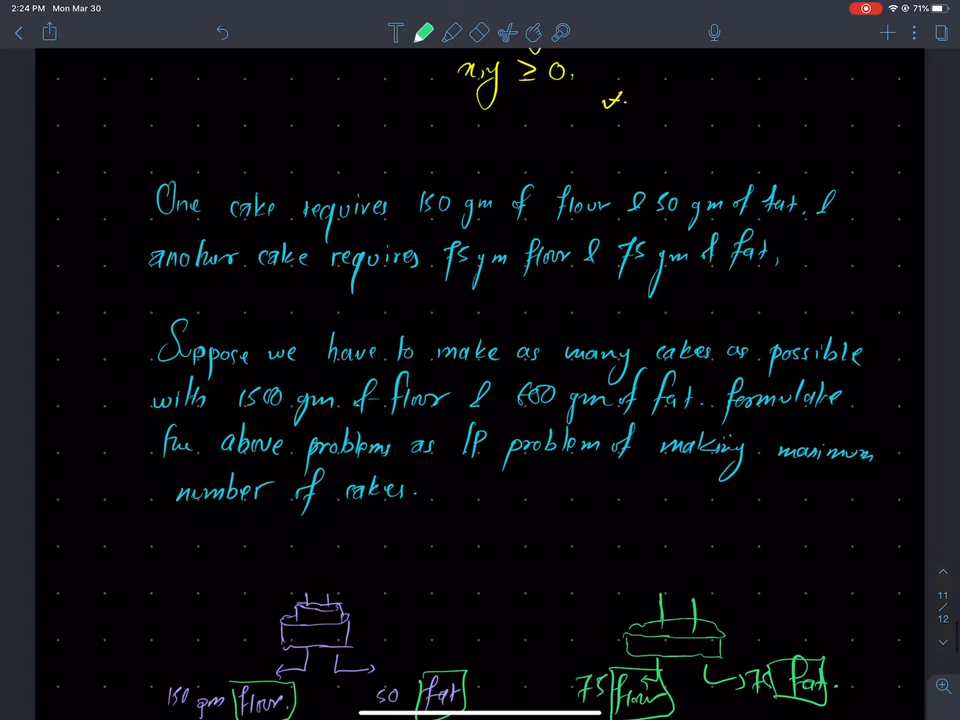 2:24 PM Mon Mar 30
71%
x,y ≥ 0.
One cake requires 150 gm of flour & 50 gm of fat. &
another cake requires 75 gm flour & 75 gm of fat,
Suppose we have to make as many cakes as possible
with 1500 gm of flour & 600 gm of fat. formulate
the above problems as LP problem of making maximum
number of cakes.
150 gm flour. 50 fat 75 flour 75 fat.
11
/
12